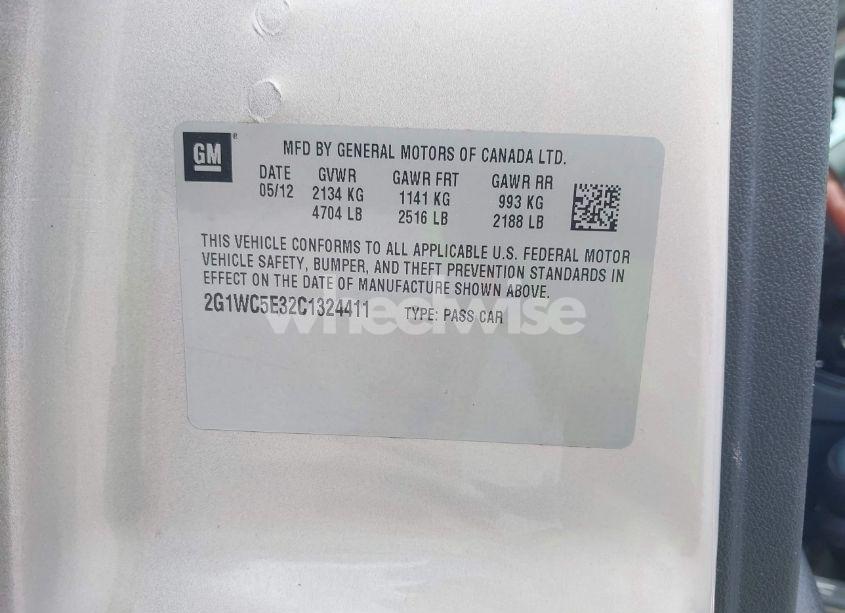 GM ®
MFD BY GENERAL MOTORS OF CANADA LTD.
DATE GVWR GAWR FRT GAWR RR
05/12 2134 KG 1141 KG 993 KG
4704 LB 2516 LB 2188 LB
THIS VEHICLE CONFORMS TO ALL APPLICABLE U.S. FEDERAL MOTOR
VEHICLE SAFETY, BUMPER, AND THEFT PREVENTION STANDARDS IN
EFFECT ON THE DATE OF MANUFACTURE SHOWN ABOVE.
2G1WC5E32C1324411 TYPE: PASS CAR
wheelwise